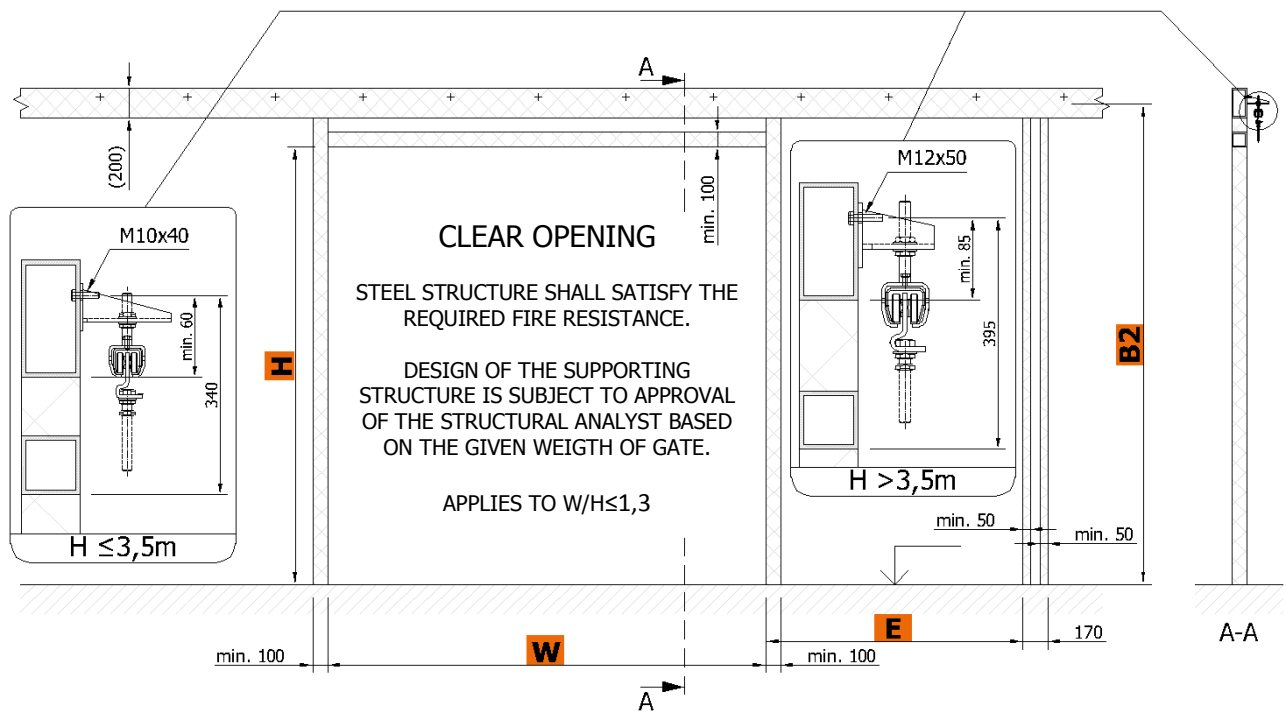 A
(200)
M10x40
min. 60
340
H ≤3,5m
H
CLEAR OPENING
STEEL STRUCTURE SHALL SATISFY THE
REQUIRED FIRE RESISTANCE.
DESIGN OF THE SUPPORTING
STRUCTURE IS SUBJECT TO APPROVAL
OF THE STRUCTURAL ANALYST BASED
ON THE GIVEN WEIGTH OF GATE.
APPLIES TO W/H≤1,3
min. 100
M12x50
min. 85
395
H >3,5m
B2
min. 50
min. 50
min. 100
W
min. 100
E
170
A-A
A